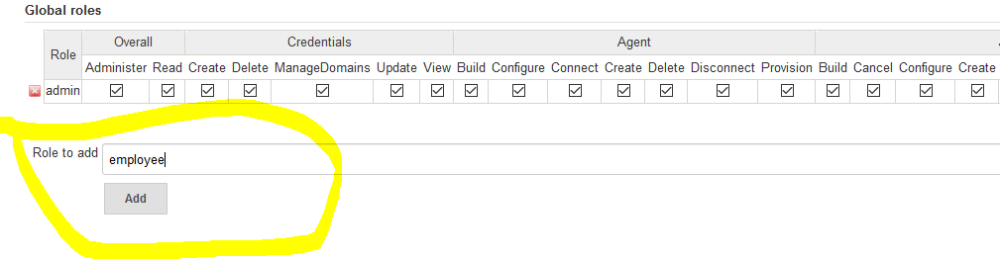 Global roles
Role Overall Credentials Agent
Administer Read Create Delete ManageDomains Update View Build Configure Connect Create Delete Disconnect Provision Build Cancel Configure Create
admin
Role to add employee
Add